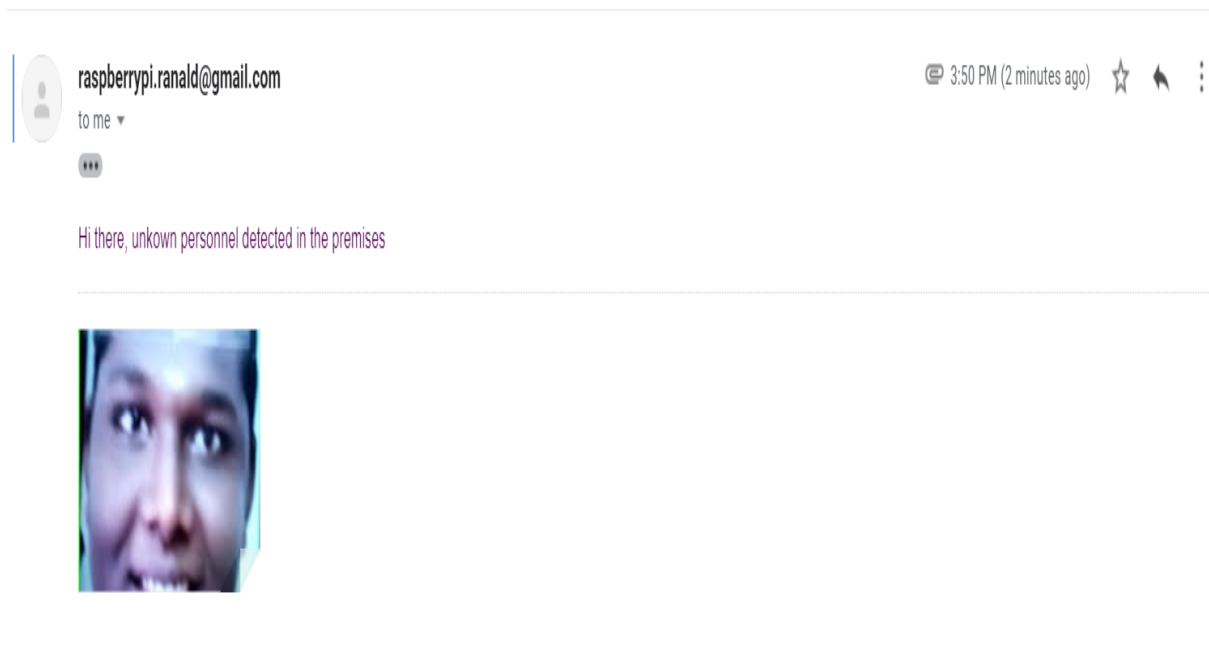 raspberrypi.ranald@gmail.com
3:50 PM (2 minutes ago)
to me
Hi there, unkown personnel detected in the premises